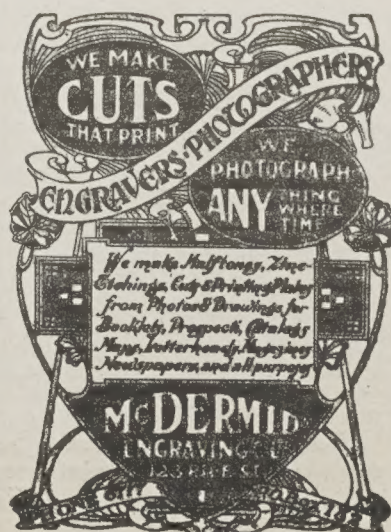 WE MAKE
CUTS
THAT PRINT
ENGRAVERS·PHOTOGRAPHERS
WE
PHOTOGRAPH
ANY THING
WHERE
TIME
We make Halftones, Zinc
Etchings, Cuts & Printing Plates
from Photos & Drawings, for
Booklets, Prospecti, Catalogs
Maps, Letterheads, Magazines
Newspapers, and all purposes
McDERMID
ENGRAVING CO